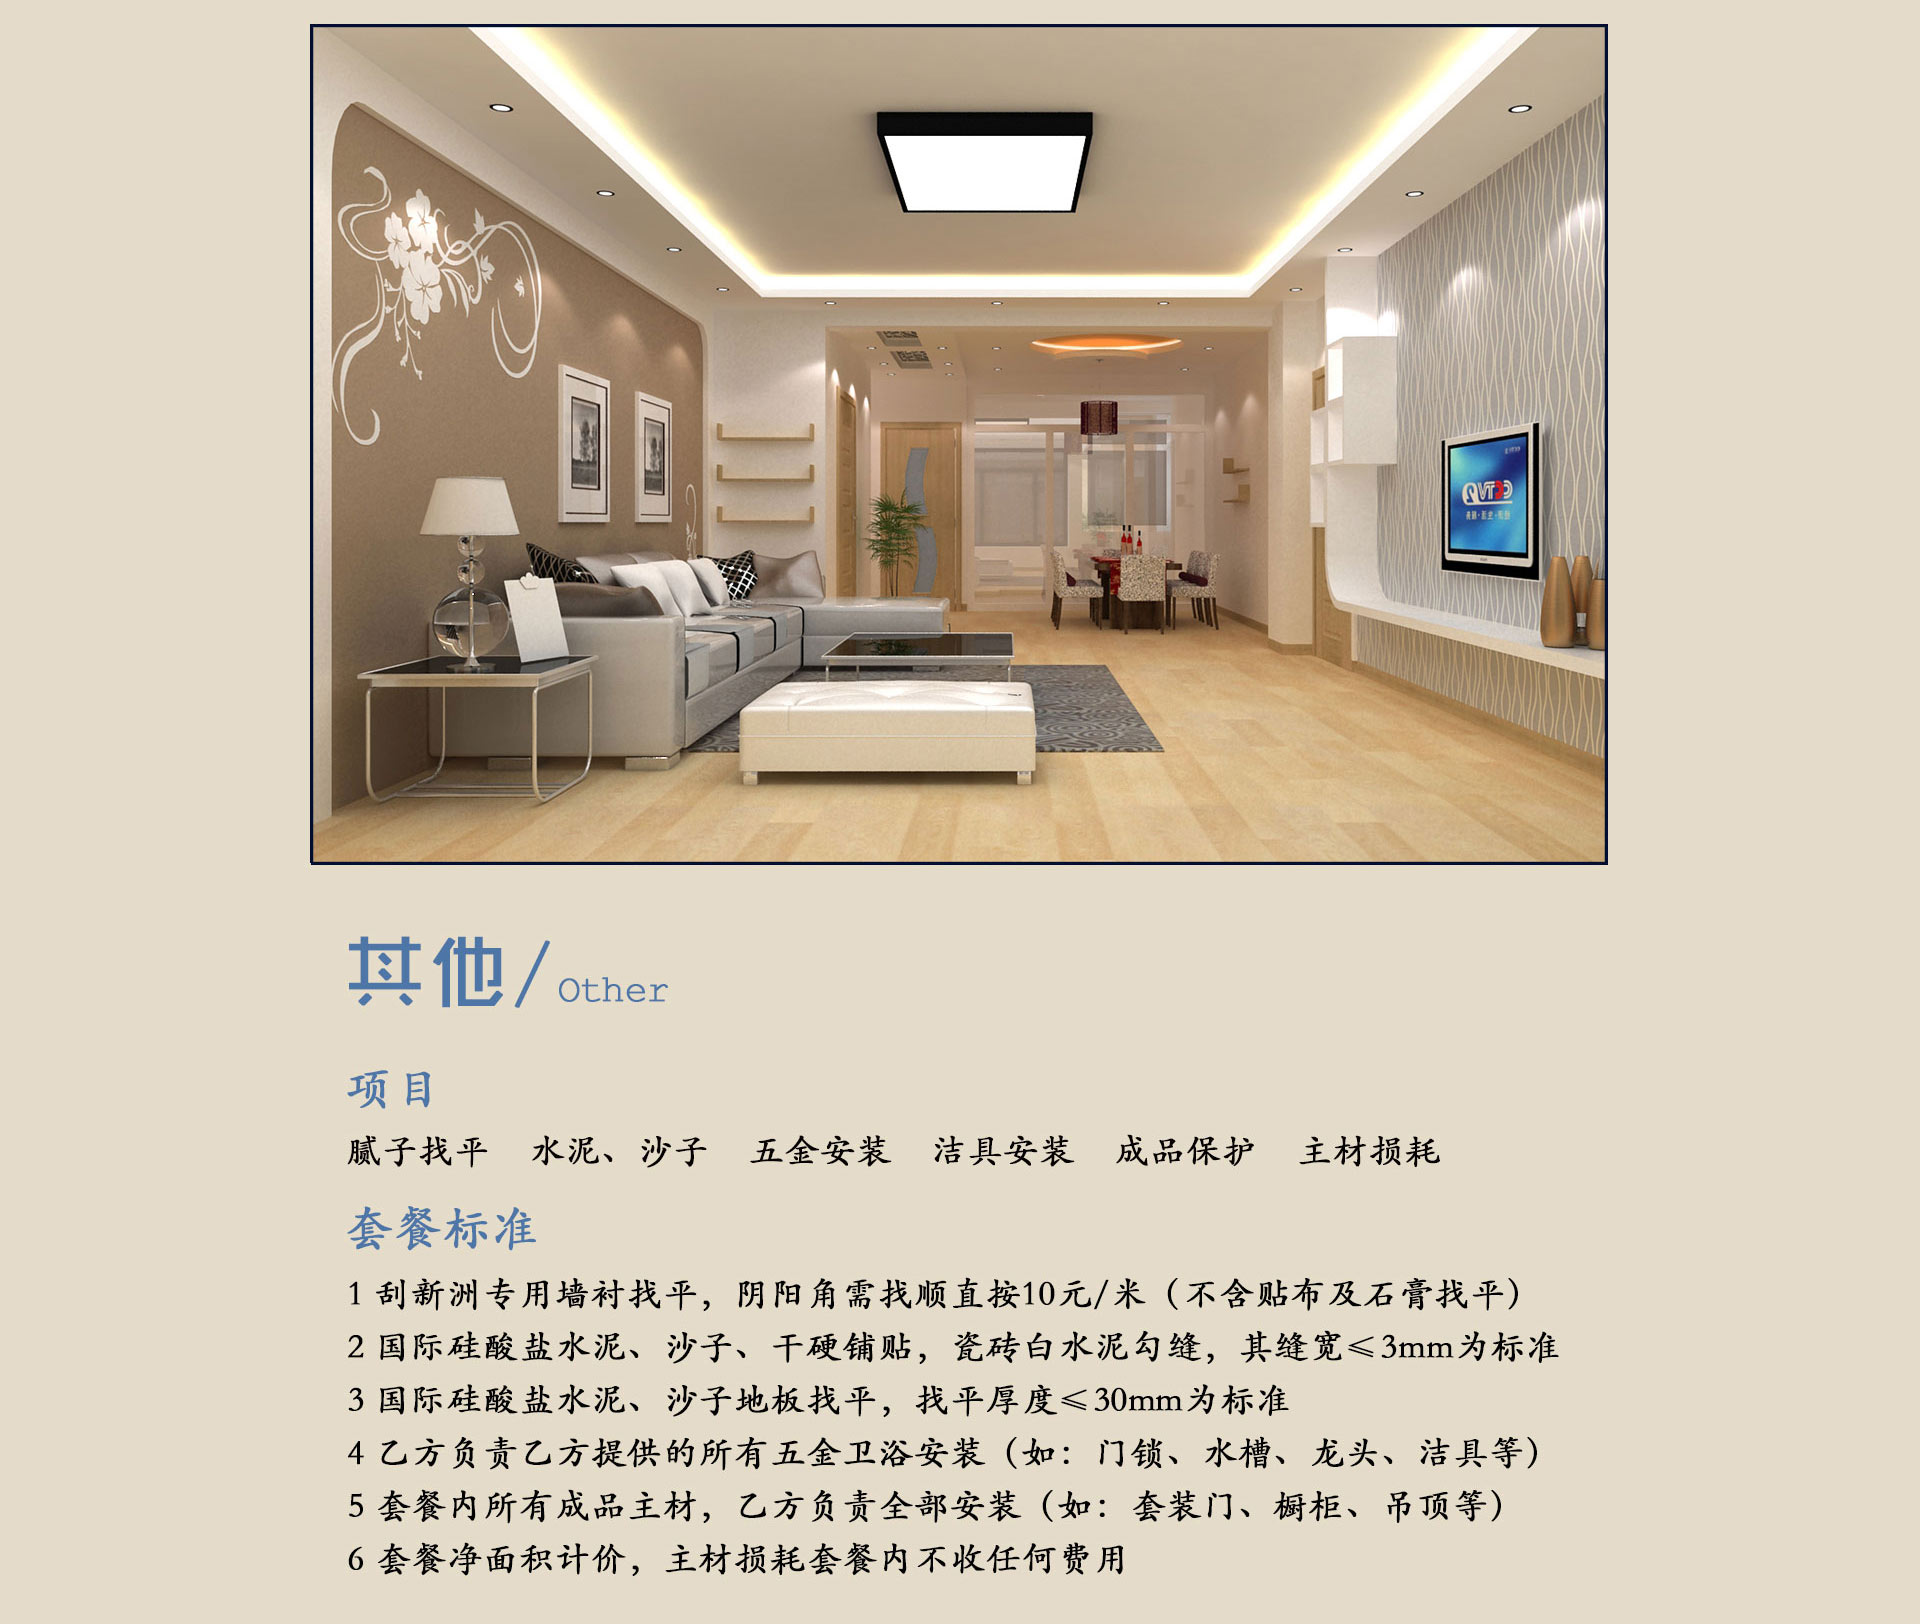 其他/Other
项目
腻子找平 水泥、沙子 五金安装 洁具安装 成品保护 主材损耗
套餐标准
1 刮新洲专用墙衬找平，阴阳角需找顺直按10元/米（不含贴布及石膏找平）
2 国际硅酸盐水泥、沙子、干硬铺贴，瓷砖白水泥勾缝，其缝宽≤3mm为标准
3 国际硅酸盐水泥、沙子地板找平，找平厚度≤30mm为标准
4 乙方负责乙方提供的所有五金卫浴安装（如：门锁、水槽、龙头、洁具等）
5 套餐内所有成品主材，乙方负责全部安装（如：套装门、橱柜、吊顶等）
6 套餐净面积计价，主材损耗套餐内不收任何费用